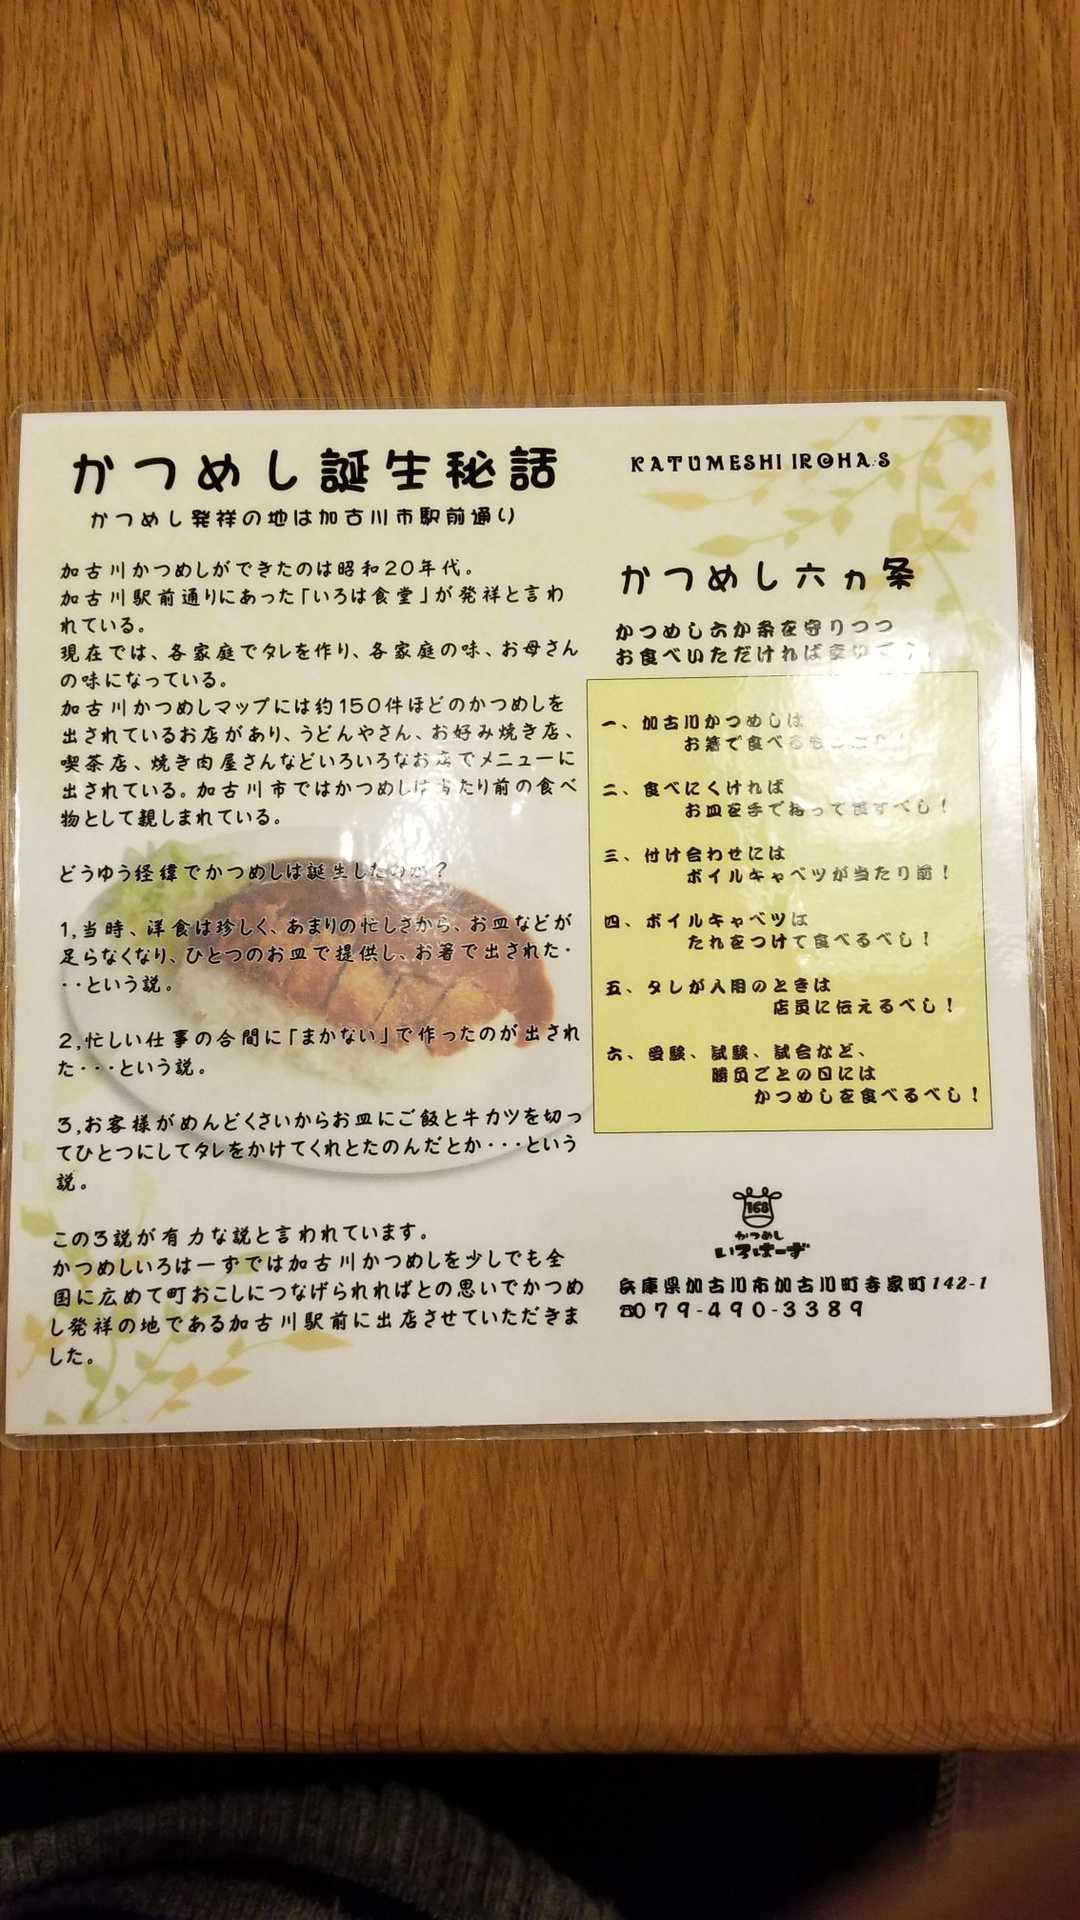 かつめし誕生秘話
かつめし発祥の地は加古川市駅前通り
加古川かつめしができたのは昭和20年代。
加古川駅前通りにあった「いろは食堂」が発祥と言わ
れている。
現在では、各家庭でタレを作り、各家庭の味、お母さん
の味になっている。
加古川かつめしマップには約150件ほどのかつめしを
出されているお店があり、うどんやさん、お好み焼き店、
喫茶店、焼き肉屋さんなどいろいろなお店でメニューに
出されている。加古川市ではかつめしは当たり前の食べ
物として親しまれている。
どうゆう経緯でかつめしは誕生したのか?
1,当時、洋食は珍しく、あまりの忙しさから、お皿などが
足らなくなり、ひとつのお皿で提供し、お箸で出された・
・・という説。
2,忙しい仕事の合間に「まかない」で作ったのが出され
た・・・という説。
3,お客様がめんどくさいからお皿にご飯と牛カツを切っ
てひとつにしてタレをかけてくれとたのんだとか・・・という
説。
この3説が有力な説と言われています。
かつめしいろはーずでは加古川かつめしを少しでも全
国に広めて町おこしにつなげられればとの思いでかつめ
し発祥の地である加古川駅前に出店させていただきま
した。
KATUMESHI IROHA.S
かつめし六ヵ条
かつめし六か条を守りつつ
お食べいただければ
一、加古川かつめしは
お箸で食べるも
二、食べにくければ
お皿を手で持って食すべし!
三、付け合わせには
ボイルキャベツが当たり前!
四、ボイルキャベツは
たれをつけて食べるべし!
五、タレが入用のときは
店員に伝えるべし!
六、受験、試験、試合など、
勝負ごとの日には
かつめしを食べるべし!
168
かつめし
いろはーず
兵庫県加古川市加古川町寺家町142-1
☎079-490-3389